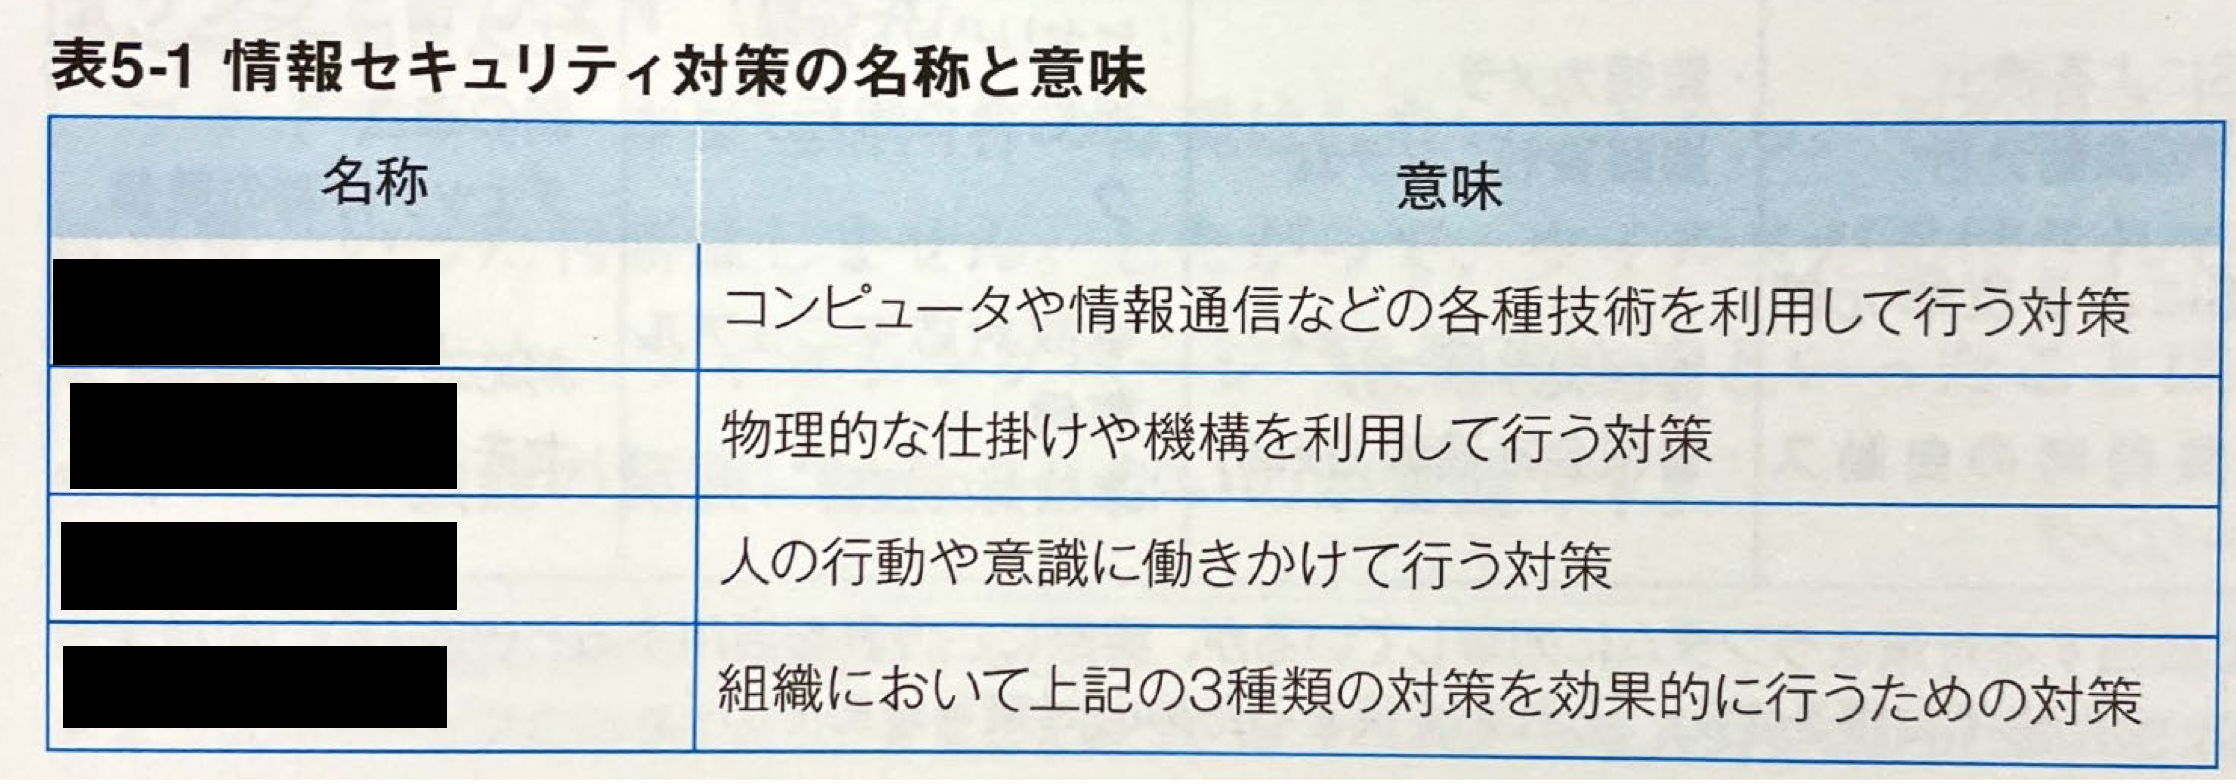 表5-1 情報セキュリティ対策の名称と意味
名称 意味
コンピュータや情報通信などの各種技術を利用して行う対策
物理的な仕掛けや機構を利用して行う対策
人の行動や意識に働きかけて行う対策
組織において上記の3種類の対策を効果的に行うための対策